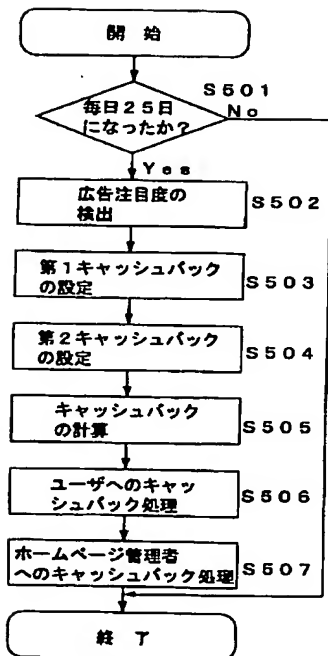 開 始
S501
毎日25日
になったか?
No
Yes
広告注目度の
検出
S502
第1キャッシュバック
の設定
S503
第2キャッシュバック
の設定
S504
キャッシュバック
の計算
S505
ユーザへのキャッ
シュバック処理
S506
ホームページ管理者
へのキャッシュバック処理
S507
終 了